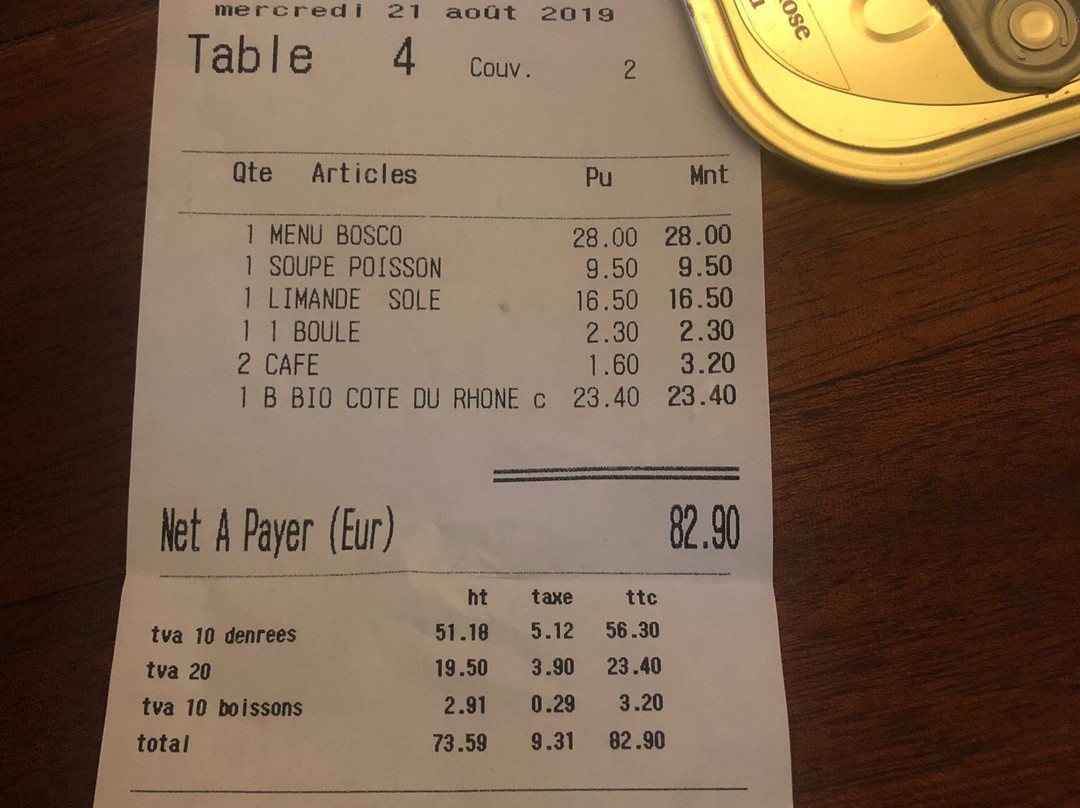 mercredi 21 août 2019
Table 4 Couv. 2
Qte Articles Pu Mnt
1 MENU BOSCO 28.00 28.00
1 SOUPE POISSON 9.50 9.50
1 LIMANDE SOLE 16.50 16.50
1 1 BOULE 2.30 2.30
2 CAFE 1.60 3.20
1 B BIO COTE DU RHONE c 23.40 23.40
Net A Payer (Eur) 82.90
ht taxe ttc
tva 10 denrees 51.18 5.12 56.30
tva 20 19.50 3.90 23.40
tva 10 boissons 2.91 0.29 3.20
total 73.59 9.31 82.90